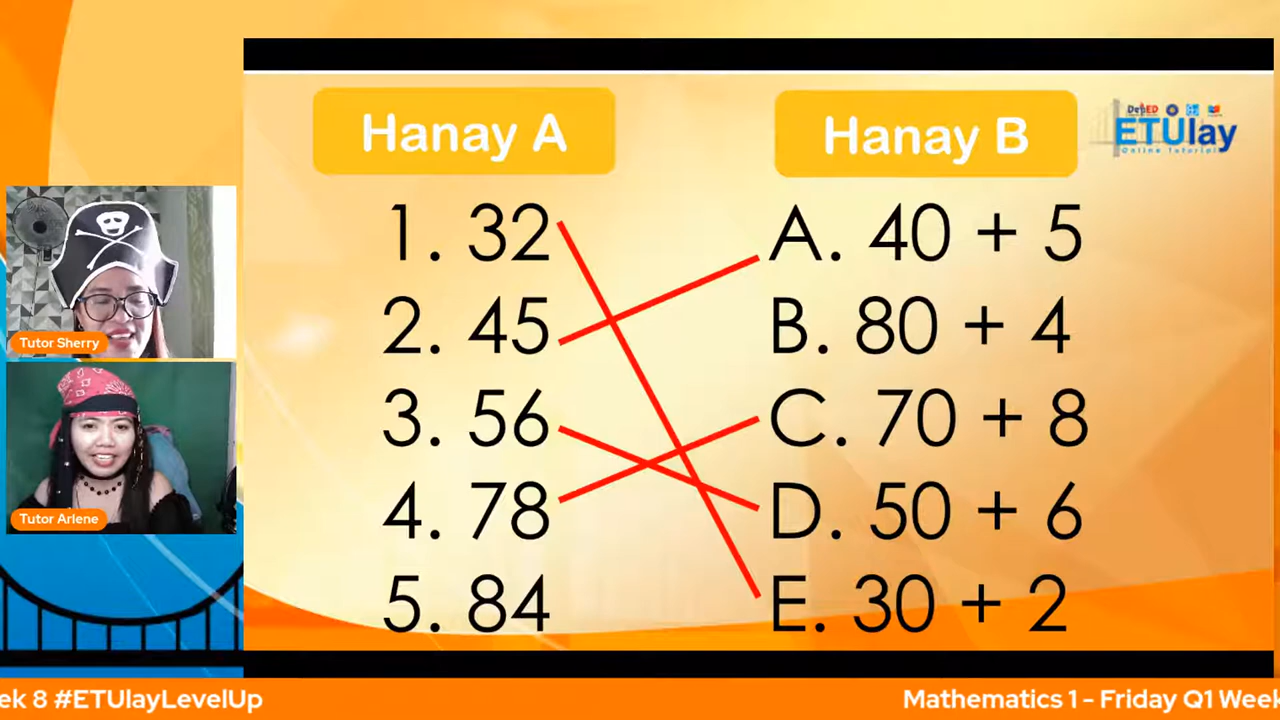 Hanay A
Hanay B
DepED
ETUlay
Online Tutorial
1. 32
A. 40 + 5
2. 45
B. 80 + 4
3. 56
C. 70 + 8
4. 78
D. 50 + 6
5. 84
E. 30 + 2
Tutor Sherry
Tutor Arlene
ek 8 #ETUlayLevelUp
Mathematics 1 - Friday Q1 Week